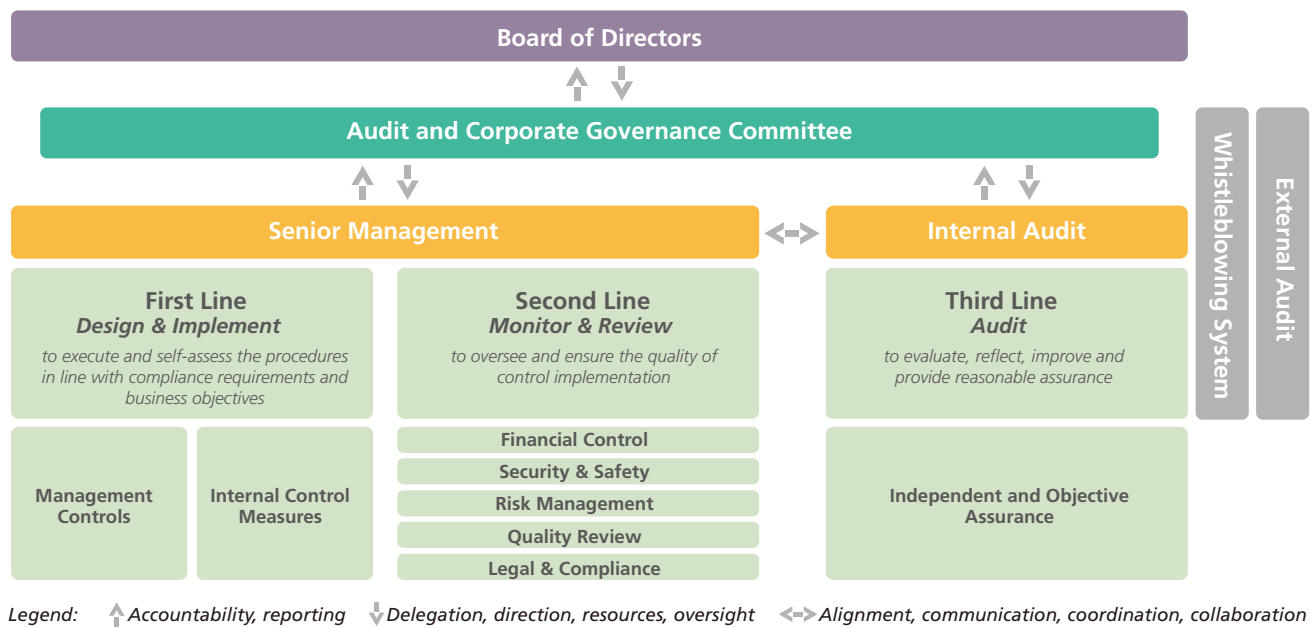 Board of Directors
Audit and Corporate Governance Committee
Senior Management
Internal Audit
Whistleblowing System
External Audit
First Line
Design & Implement
to execute and self-assess the procedures
in line with compliance requirements and
business objectives
Second Line
Monitor & Review
to oversee and ensure the quality of
control implementation
Third Line
Audit
to evaluate, reflect, improve and
provide reasonable assurance
Management
Controls
Internal Control
Measures
Financial Control
Security & Safety
Risk Management
Quality Review
Legal & Compliance
Independent and Objective
Assurance
Legend: Accountability, reporting Delegation, direction, resources, oversight Alignment, communication, coordination, collaboration